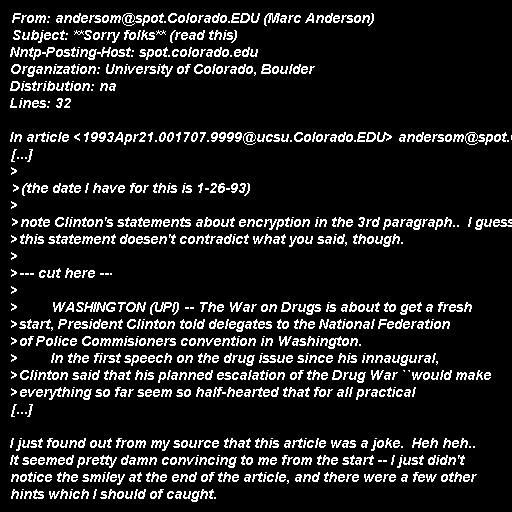 From: andersom@spot.Colorado.EDU (Marc Anderson)
Subject: **Sorry folks** (read this)
Nntp-Posting-Host: spot.colorado.edu
Organization: University of Colorado, Boulder
Distribution: na
Lines: 32

In article <1993Apr21.001707.9999@ucsu.Colorado.EDU> andersom@spot.
[...]
>
>(the date I have for this is 1-26-93)
>
>note Clinton's statements about encryption in the 3rd paragraph..  I guess
>this statement doesen't contradict what you said, though.
>
>--- cut here ---
>
>        WASHINGTON (UPI) -- The War on Drugs is about to get a fresh
>start, President Clinton told delegates to the National Federation
>of Police Commisioners convention in Washington.
>        In the first speech on the drug issue since his innaugural,
>Clinton said that his planned escalation of the Drug War ``would make
>everything so far seem so half-hearted that for all practical
[...]

I just found out from my source that this article was a joke.  Heh heh..
It seemed pretty damn convincing to me from the start -- I just didn't
notice the smiley at the end of the article, and there were a few other
hints which I should of caught.